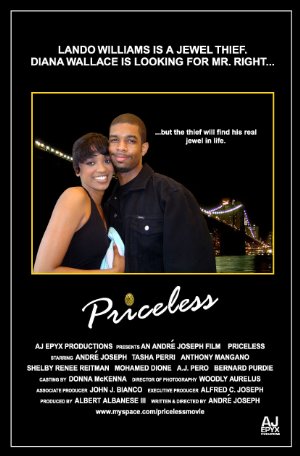 LANDO WILLIAMS IS A JEWEL THIEF.
DIANA WALLACE IS LOOKING FOR MR. RIGHT...
...but the thief will find his real
jewel in life.
Priceless
AJ EPYX PRODUCTIONS PRESENTS AN ANDRÉ JOSEPH FILM PRICELESS
STARRING ANDRÉ JOSEPH TASHA PERRI ANTHONY MANGANO
SHELBY RENEE REITMAN MOHAMED DIONE A.J. PERO BERNARD PURDIE
CASTING BY DONNA McKENNA DIRECTOR OF PHOTOGRAPHY WOODLY AURELUS
ASSOCIATE PRODUCER JOHN J. BIANCO EXECUTIVE PRODUCER ALFRED C. JOSEPH
PRODUCED BY ALBERT ALBANESE III WRITTEN & DIRECTED BY ANDRÉ JOSEPH
www.myspace.com/pricelessmovie
AJ
EPYX
PRODUCTIONS